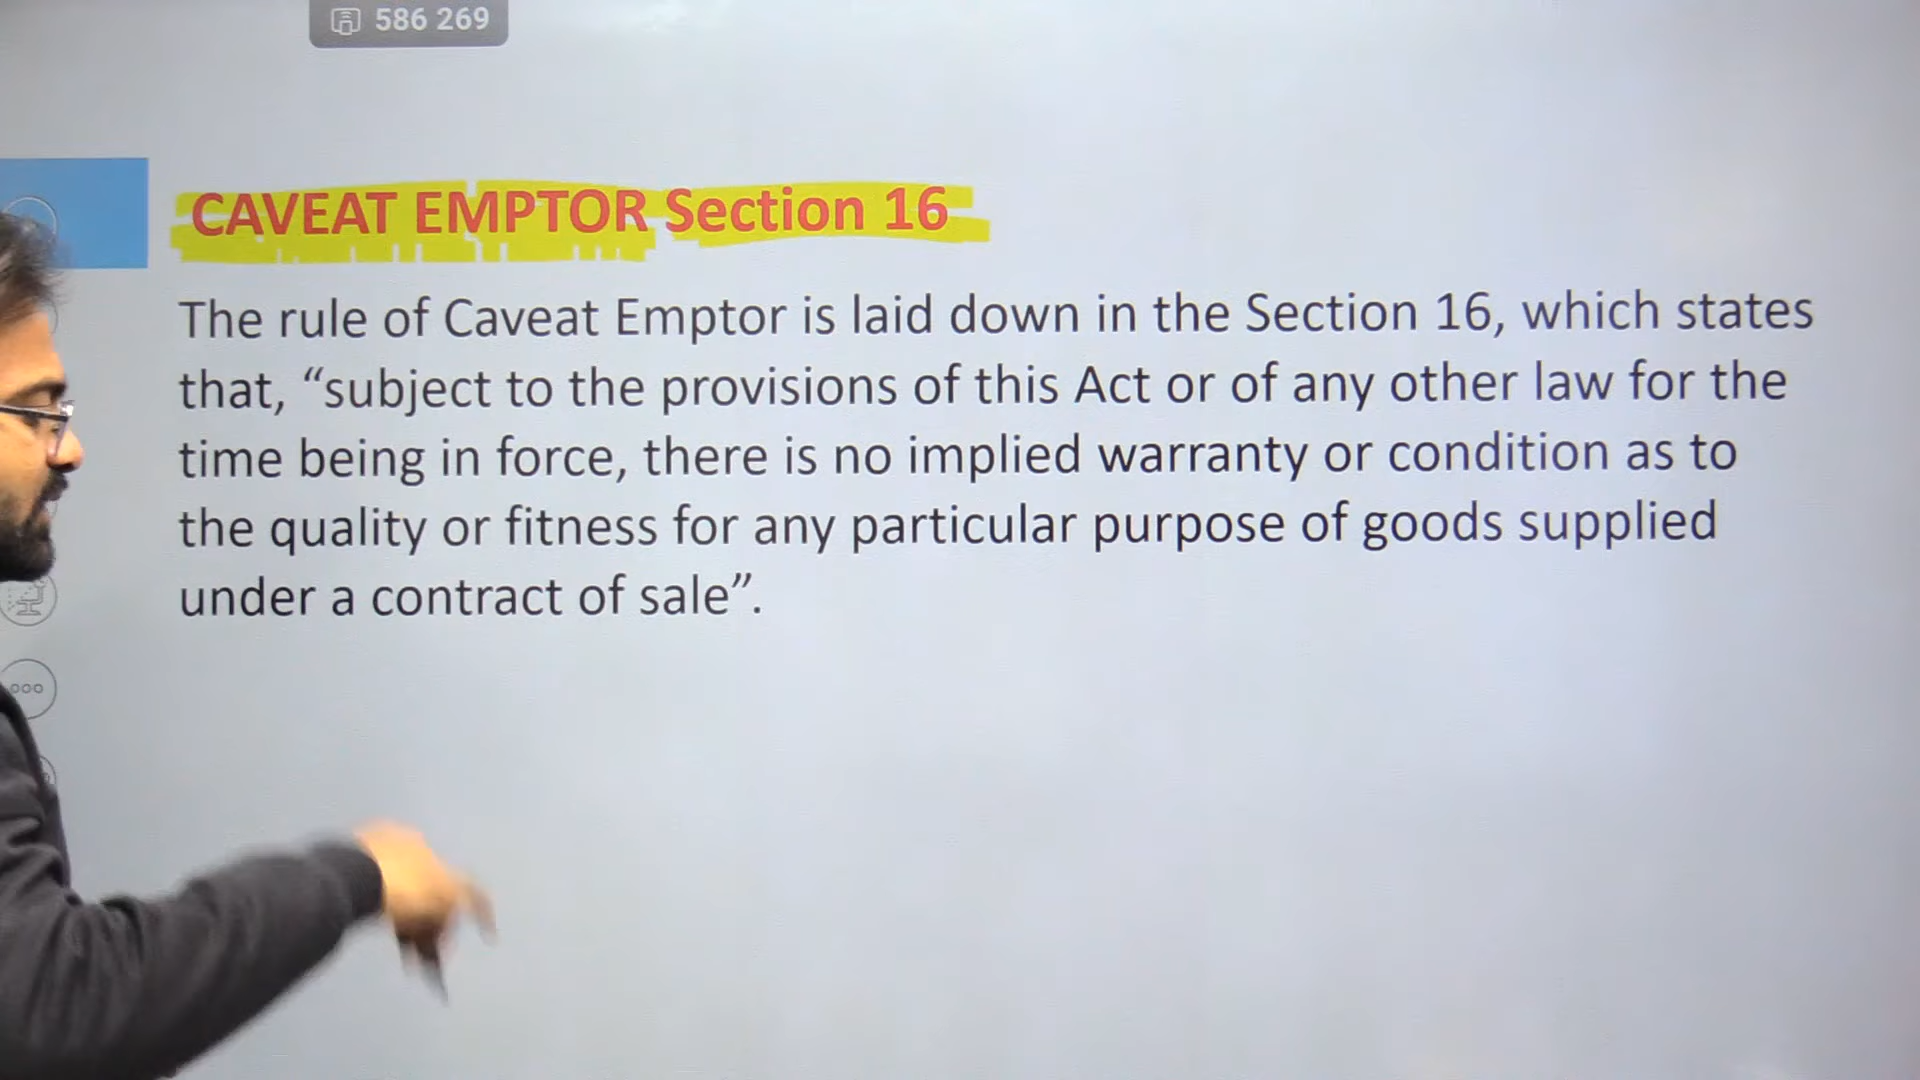 586 269
CAVEAT EMPTOR Section 16
The rule of Caveat Emptor is laid down in the Section 16, which states
that, “subject to the provisions of this Act or of any other law for the
time being in force, there is no implied warranty or condition as to
the quality or fitness for any particular purpose of goods supplied
under a contract of sale”.